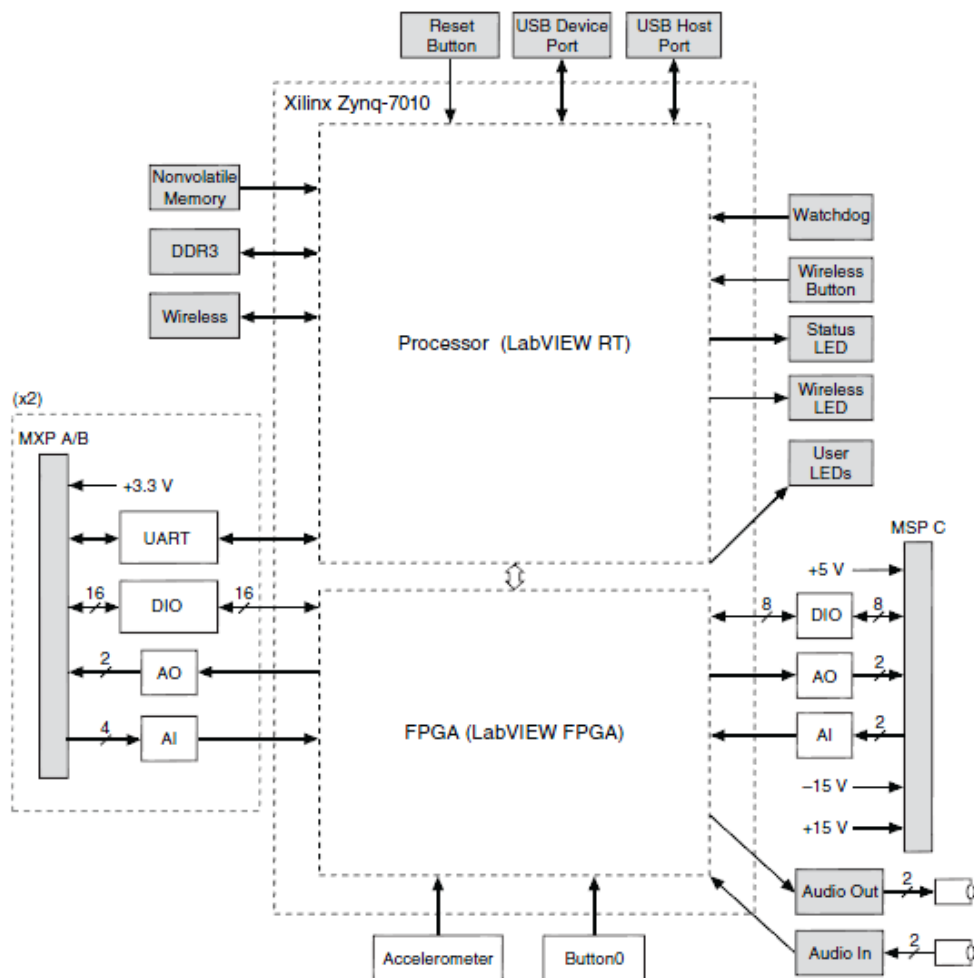 Reset
Button
USB Device
Port
USB Host
Port
Xilinx Zynq-7010
Nonvolatile
Memory
DDR3
Wireless
Processor (LabVIEW RT)
Watchdog
Wireless
Button
Status
LED
Wireless
LED
User
LEDs
(x2)
MXP A/B
+3.3 V
UART
16
DIO
16
2
AO
4
AI
FPGA (LabVIEW FPGA)
MSP C
+5 V
8
DIO
8
AO
2
AI
2
–15 V
+15 V
Audio Out
2
Audio In
2
Accelerometer
Button0